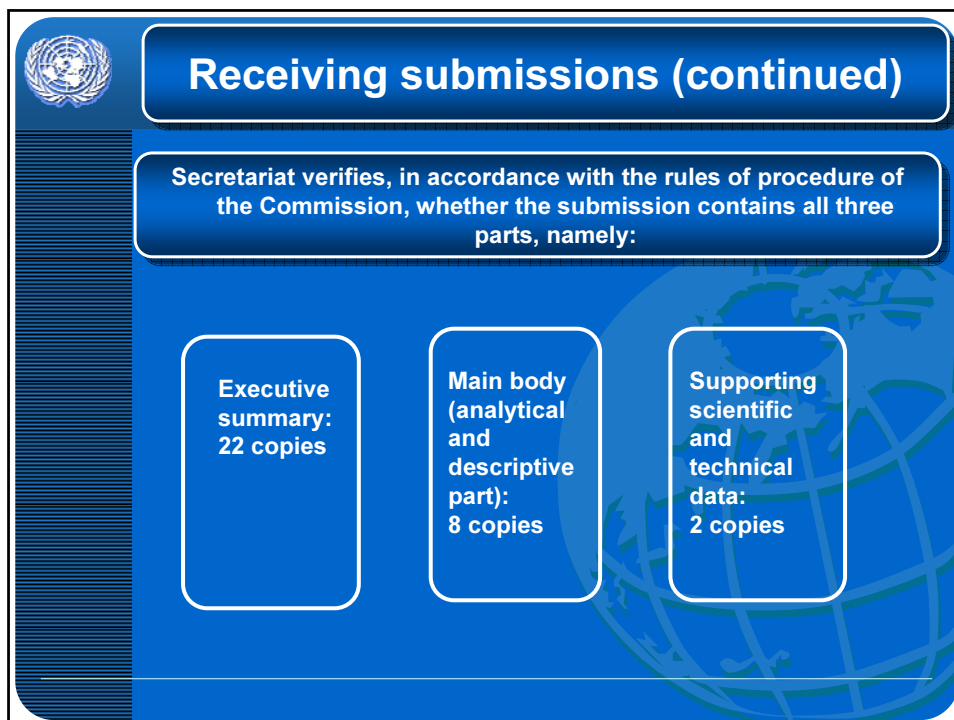 Receiving submissions (continued)
Secretariat verifies, in accordance with the rules of procedure of
the Commission, whether the submission contains all three
parts, namely:
Executive
summary:
22 copies
Main body
(analytical
and
descriptive
part):
8 copies
Supporting
scientific
and
technical
data:
2 copies